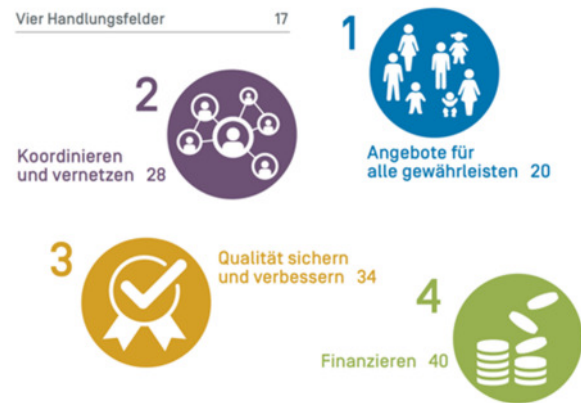 Vier Handlungsfelder 17
1
Angebote für
alle gewährleisten 20
2
Koordinieren
und vernetzen 28
3
Qualität sichern
und verbessern 34
4
Finanzieren 40